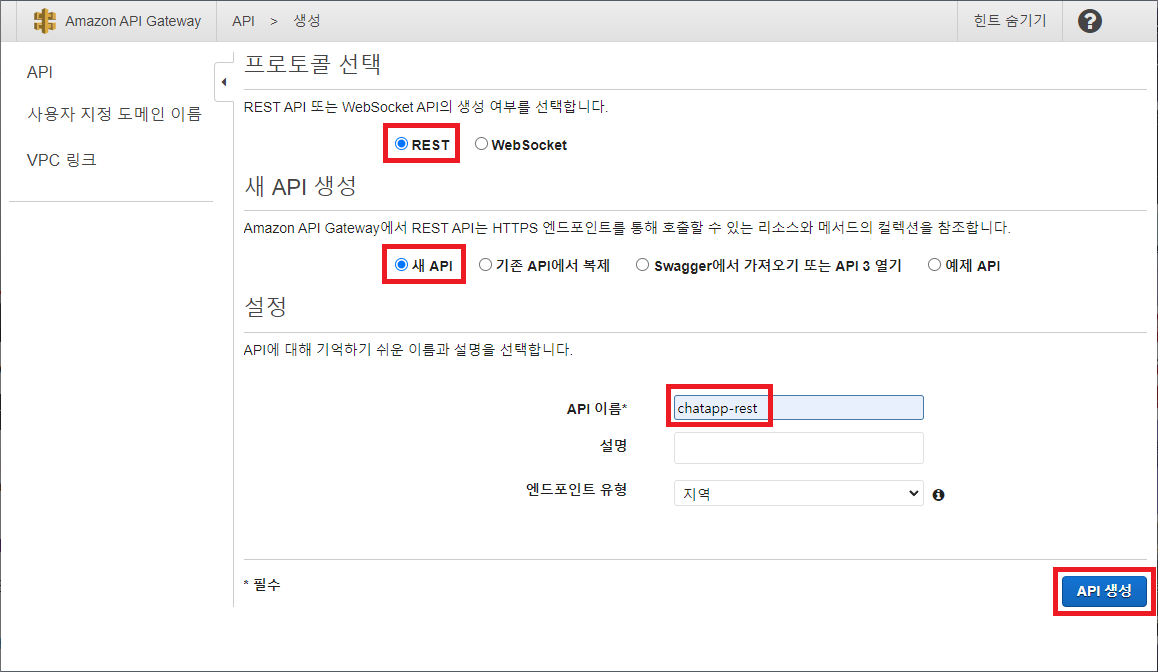 Amazon API Gateway
API > 생성
힌트 숨기기
?
API
사용자 지정 도메인 이름
VPC 링크
프로토콜 선택
REST API 또는 WebSocket API의 생성 여부를 선택합니다.
REST WebSocket
새 API 생성
Amazon API Gateway에서 REST API는 HTTPS 엔드포인트를 통해 호출할 수 있는 리소스와 메서드의 컬렉션을 참조합니다.
새 API 기존 API에서 복제 Swagger에서 가져오기 또는 API 3 열기 예제 API
설정
API에 대해 기억하기 쉬운 이름과 설명을 선택합니다.
API 이름* chatapp-rest
설명
엔드포인트 유형 지역
* 필수
API 생성